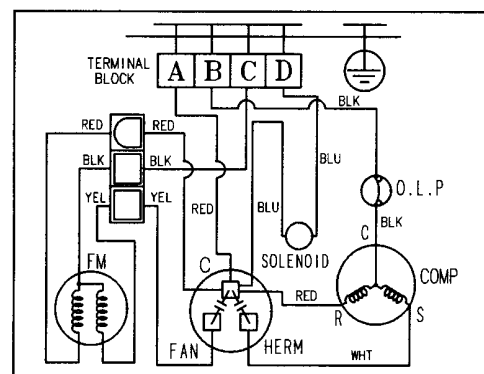 TERMINAL BLOCK
A B C D
BLK
RED RED
BLK BLK
YEL YEL
RED
BLU
BLU
O.L.P
BLK
C
SOLENOID
FM
C
COMP
RED
R S
FAN HERM
WHT